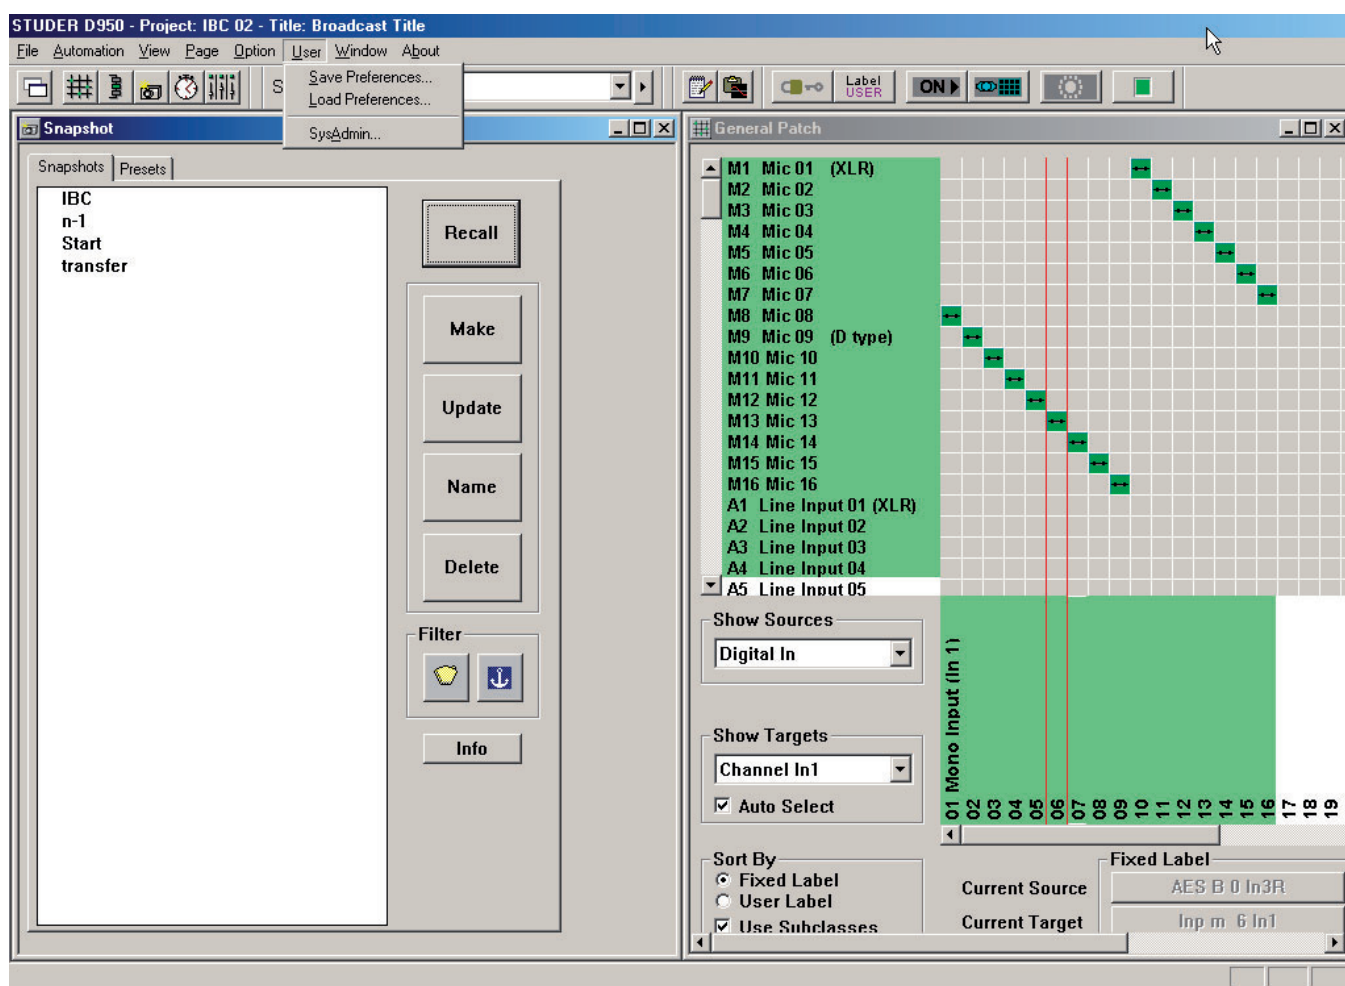 STUDER D950 - Project: IBC 02 - Title: Broadcast Title
File Automation View Page Option User Window About
Save Preferences...
Load Preferences...
SysAdmin...
S
Label
USER
ON
Snapshot
Snapshots Presets
IBC
n-1
Start
transfer
Recall
Make
Update
Name
Delete
Filter
Info
General Patch
M1 Mic 01 (XLR)
M2 Mic 02
M3 Mic 03
M4 Mic 04
M5 Mic 05
M6 Mic 06
M7 Mic 07
M8 Mic 08
M9 Mic 09 (D type)
M10 Mic 10
M11 Mic 11
M12 Mic 12
M13 Mic 13
M14 Mic 14
M15 Mic 15
M16 Mic 16
A1 Line Input 01 (XLR)
A2 Line Input 02
A3 Line Input 03
A4 Line Input 04
A5 Line Input 05
Show Sources
Digital In
Show Targets
Channel In1
Auto Select
01 Mono Input (In 1)
02
03
04
05
06
07
08
09
10
11
12
13
14
15
16
17
18
19
Sort By
Fixed Label
User Label
Use Subclasses
Fixed Label
Current Source AES B 0 In3R
Current Target Inp m 6 In1